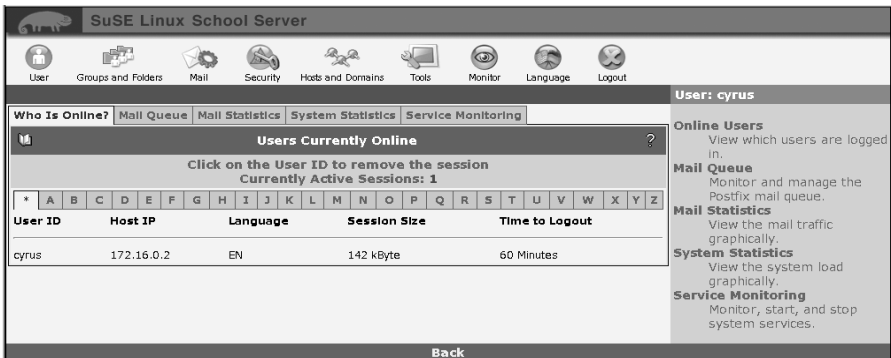 SuSE Linux School Server
User Groups and Folders Mail Security Hosts and Domains Tools Monitor Language Logout
User: cyrus
Who Is Online? Mail Queue Mail Statistics System Statistics Service Monitoring
Users Currently Online ?
Click on the User ID to remove the session
Currently Active Sessions: 1
* A B C D E F G H I J K L M N O P Q R S T U V W X Y Z
User ID Host IP Language Session Size Time to Logout
cyrus 172.16.0.2 EN 142 kByte 60 Minutes
Online Users
View which users are logged
in.
Mail Queue
Monitor and manage the
Postfix mail queue.
Mail Statistics
View the mail traffic
graphically.
System Statistics
View the system load
graphically.
Service Monitoring
Monitor, start, and stop
system services.
Back